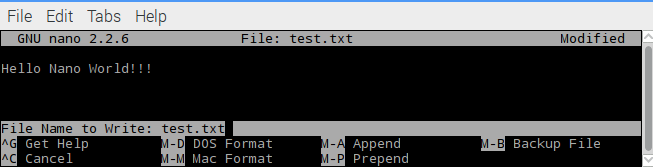 File Edit Tabs Help
GNU nano 2.2.6 File: test.txt Modified
Hello Nano World!!!
File Name to Write: test.txt
^G Get Help M-D DOS Format M-A Append M-B Backup File
^C Cancel M-M Mac Format M-P Prepend